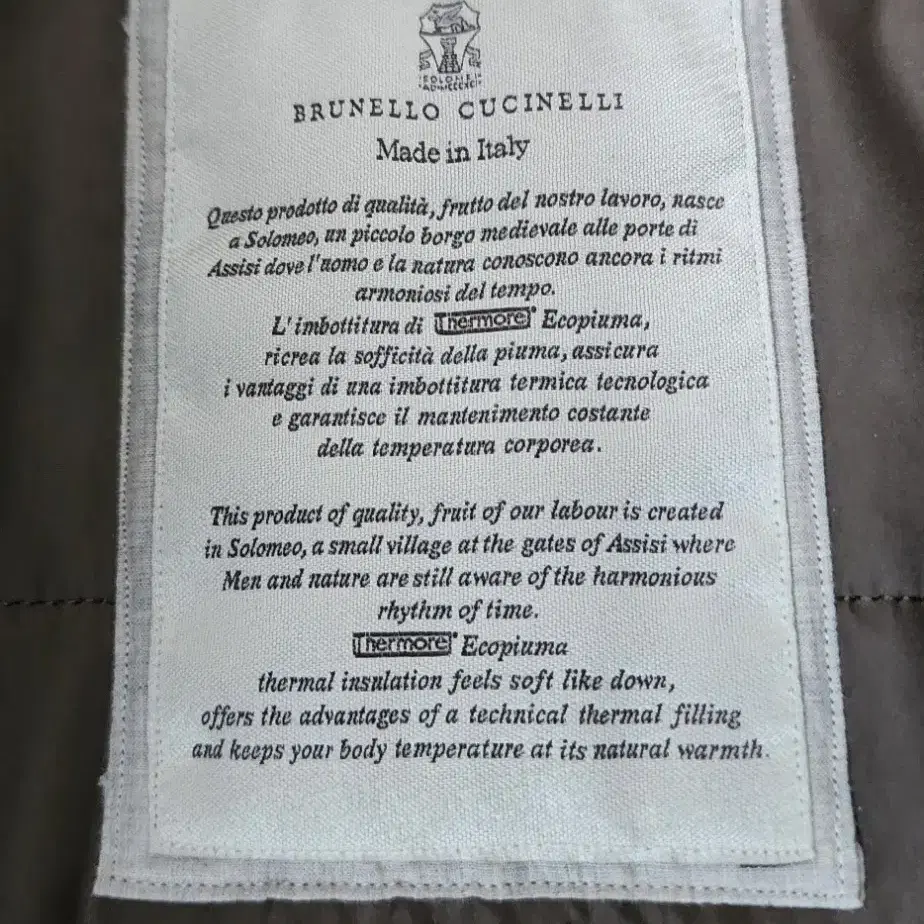 SOLOMEI
BRUNELLO CUCINELLI
Made in Italy
Questo prodotto di qualità, frutto del nostro lavoro, nasce
a Solomeo, un piccolo borgo medievale alle porte di
Assisi dove l'uomo e la natura conoscono ancora i ritmi
armoniosi del tempo.
L'imbottitura di Thermore® Ecopiuma,
ricrea la sofficità della piuma, assicura
i vantaggi di una imbottitura termica tecnologica
e garantisce il mantenimento costante
della temperatura corporea.
This product of quality, fruit of our labour is created
in Solomeo, a small village at the gates of Assisi where
Men and nature are still aware of the harmonious
rhythm of time.
Thermore® Ecopiuma
thermal insulation feels soft like down,
offers the advantages of a technical thermal filling
and keeps your body temperature at its natural warmth.